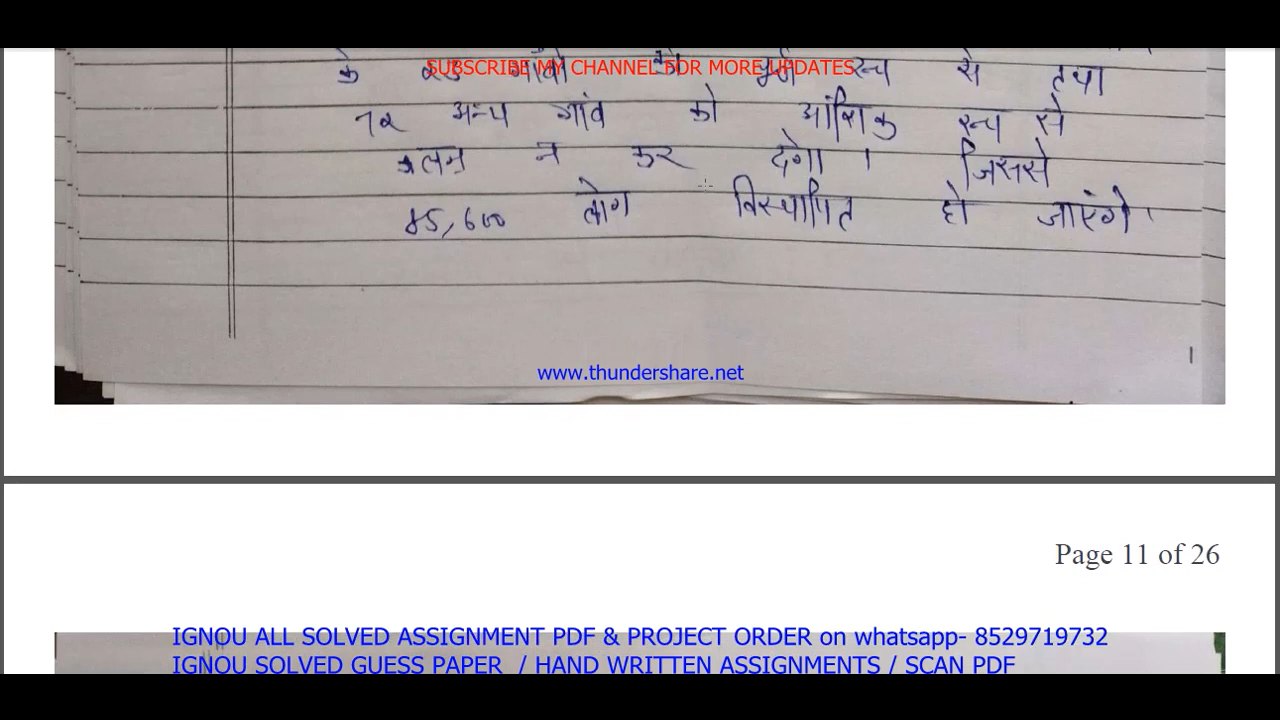 के गाँवो को पूर्ण रूप से तथा
SUBSCRIBE MY CHANNEL FOR MORE UPDATES
72 अन्य गांव को आंशिक रूप से
न कर देगा । जिससे
85,600 लोग विस्थापित हो जाएंगे ।
www.thundershare.net
Page 11 of 26
IGNOU ALL SOLVED ASSIGNMENT PDF & PROJECT ORDER on whatsapp- 8529719732
IGNOU SOLVED GUESS PAPER / HAND WRITTEN ASSIGNMENTS / SCAN PDF